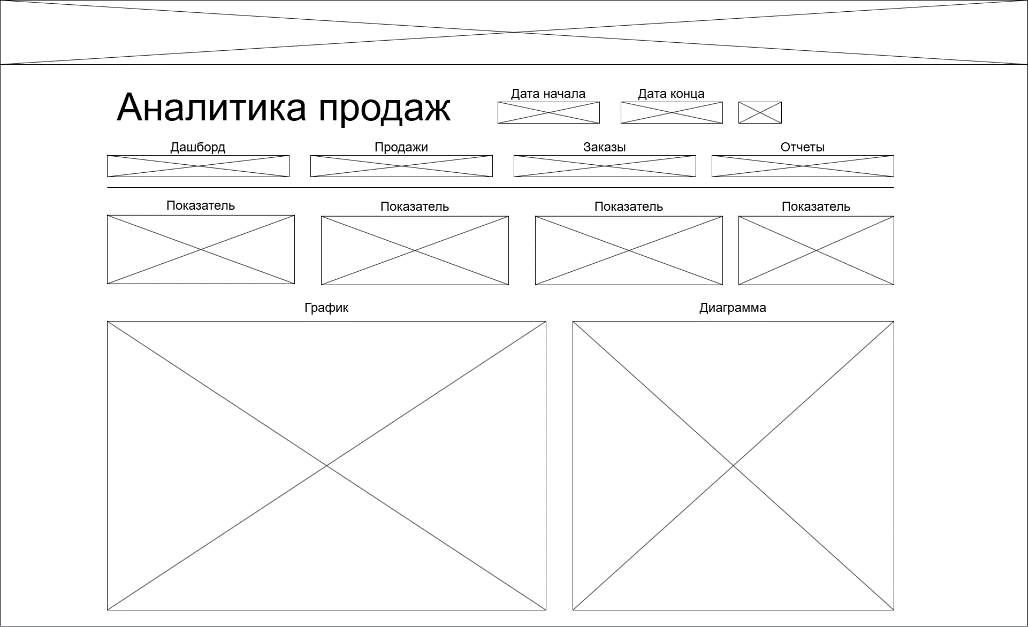 Аналитика продаж
Дата начала
Дата конца
Дашборд
Продажи
Заказы
Отчеты
Показатель
Показатель
Показатель
Показатель
График
Диаграмма